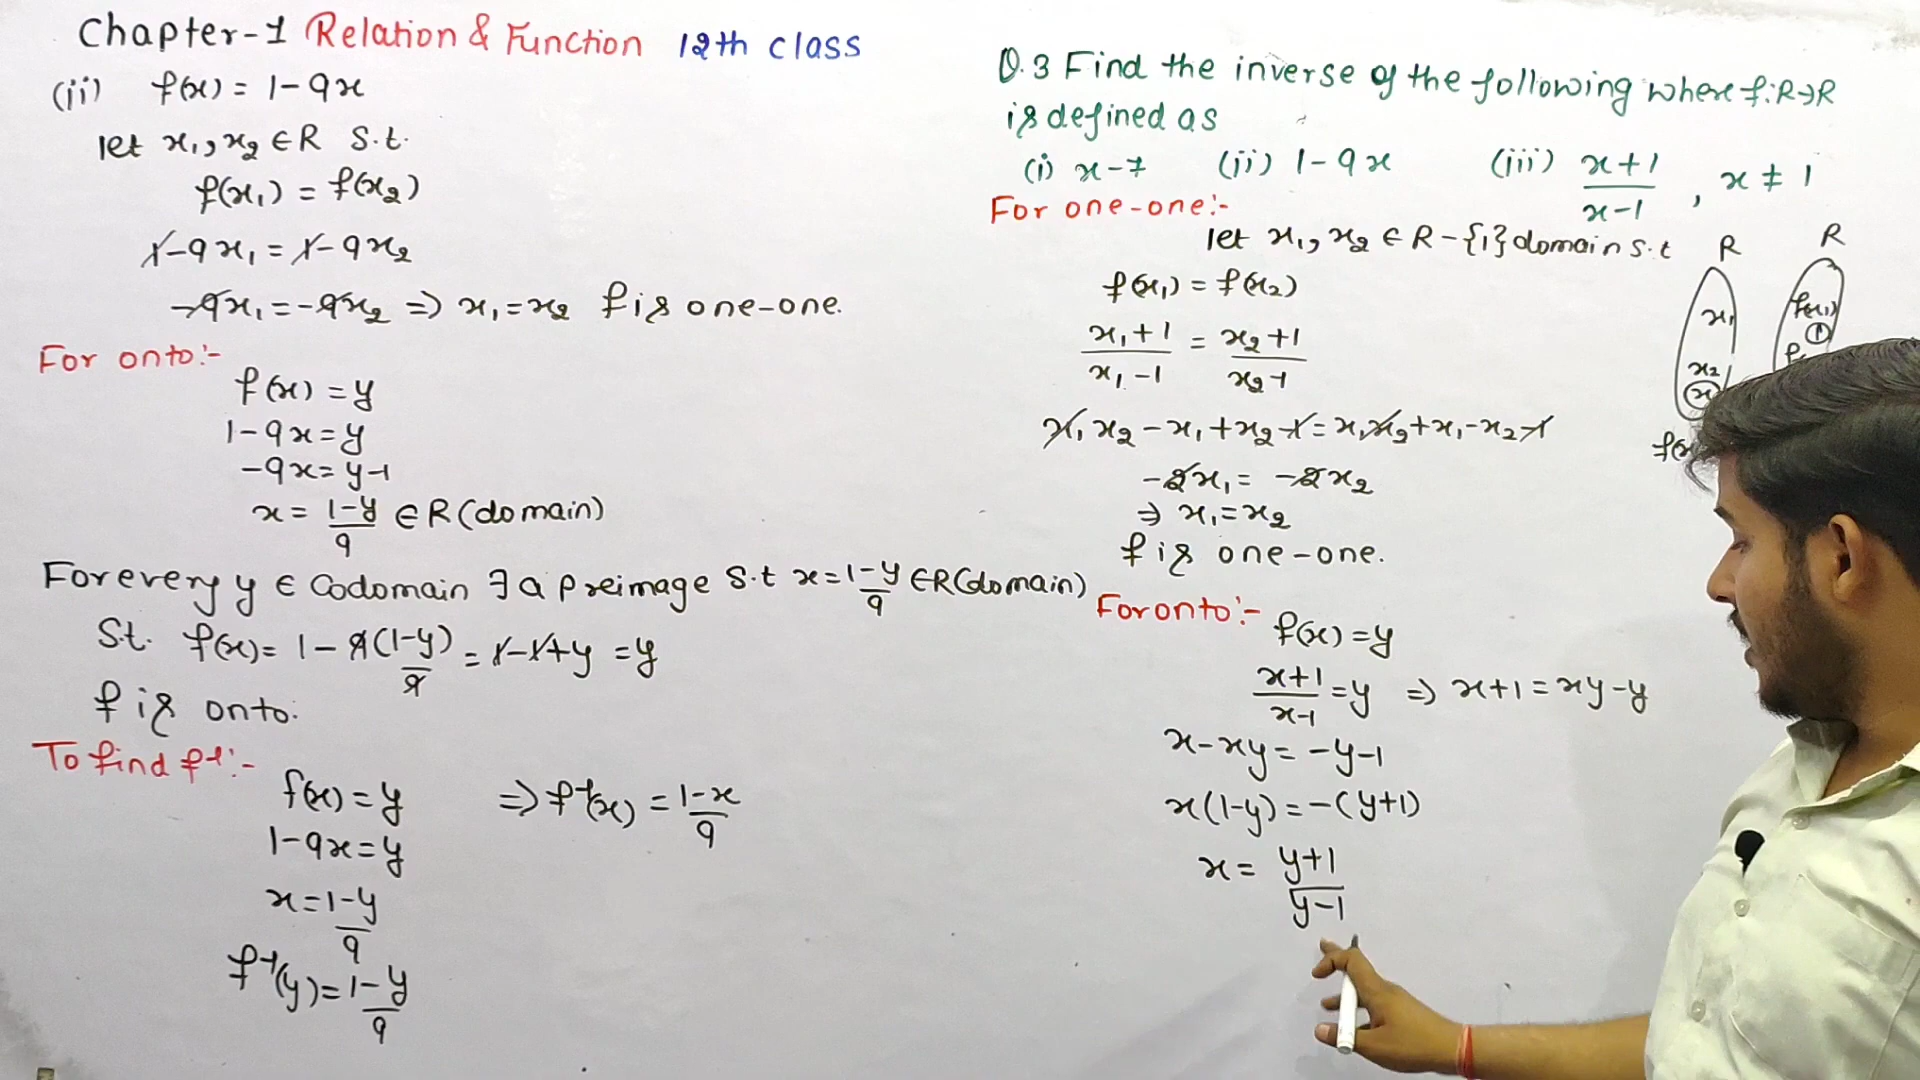 Chapter-1 Relation & Function 12th class
(ii) f(x) = 1-9x
let x₁, x₂ ∈ R s.t.
f(x₁) = f(x₂)
1-9x₁ = 1-9x₂
-9x₁ = -9x₂ ⇒ x₁ = x₂ f is one-one.
For onto:-
f(x) = y
1-9x = y
-9x = y-1
x = (1-y)/9 ∈ R (domain)
For every y ∈ Codomain ∃ a preimage s.t x = (1-y)/9 ∈ R(domain)
S.t. f(x) = 1 - 9(1-y)/9 = 1-1+y = y
f is onto.
To find f⁻¹:-
f(x) = y ⇒ f⁻¹(x) = (1-x)/9
1-9x = y
x = (1-y)/9
f⁻¹(y) = (1-y)/9
Q.3 Find the inverse of the following where f:R→R
is defined as
(i) x-7 (ii) 1-9x (iii) (x+1)/(x-1), x ≠ 1
For one-one:-
let x₁, x₂ ∈ R-{1} domain s.t
f(x₁) = f(x₂)
(x₁+1)/(x₁-1) = (x₂+1)/(x₂-1)
x₁x₂ - x₁ + x₂ - 1 = x₁x₂ + x₁ - x₂ - 1
-2x₁ = -2x₂
⇒ x₁ = x₂
f is one-one.
For onto:-
f(x) = y
(x+1)/(x-1) = y ⇒ x+1 = xy-y
x-xy = -y-1
x(1-y) = -(y+1)
x = (y+1)/(y-1)
R R
x₁ f(x₁)
1
x₂
x